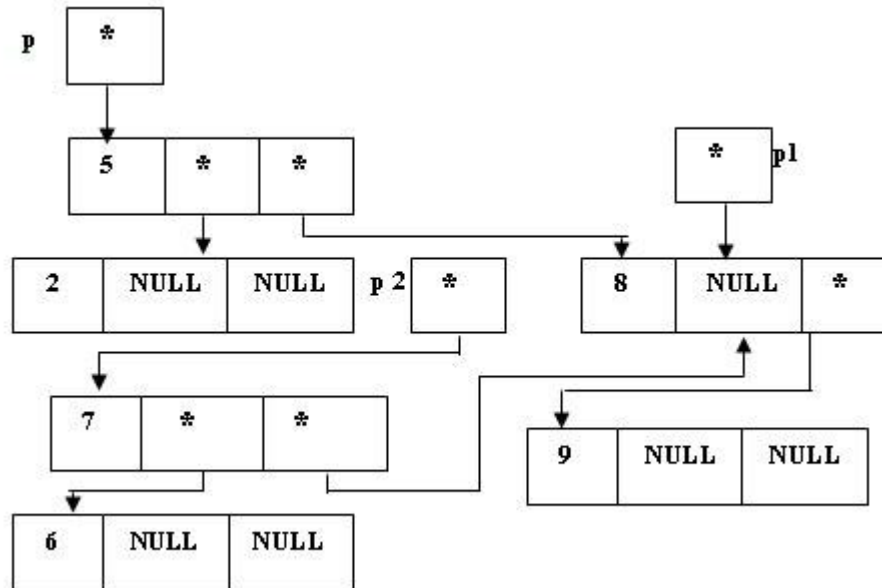 p *
5 * *
* p1
2 NULL NULL
p 2 *
8 NULL *
7 * *
9 NULL NULL
6 NULL NULL